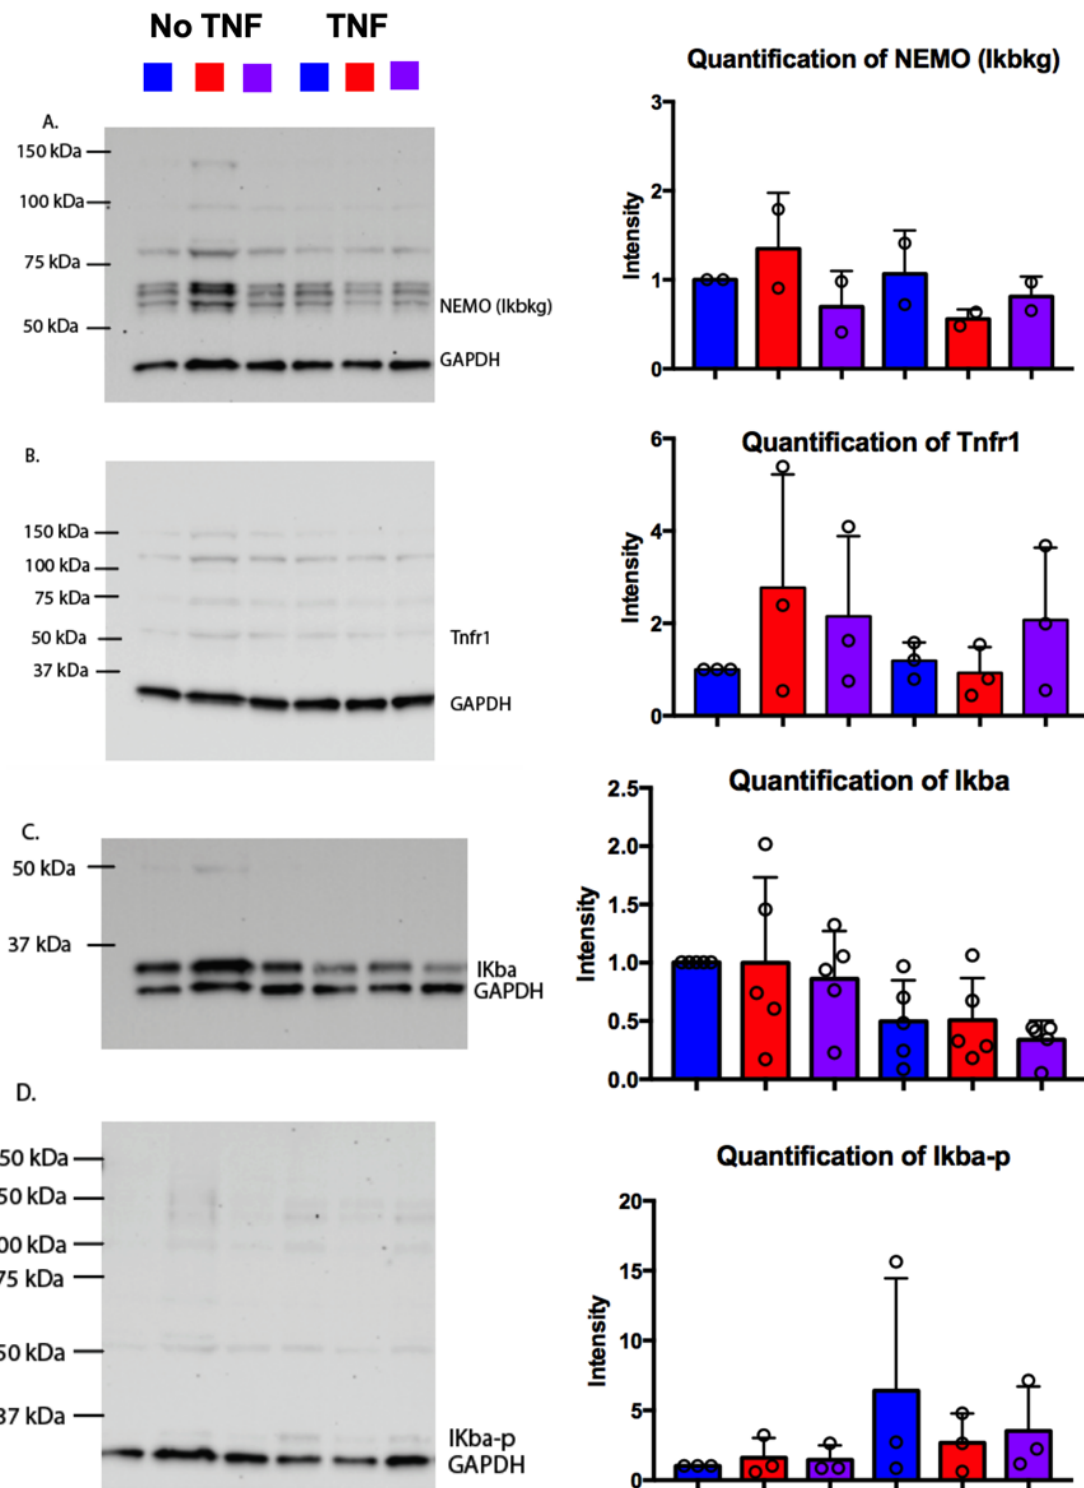 No TNF TNF
A.
150 kDa
100 kDa
75 kDa
50 kDa
NEMO (Ikbkg)
GAPDH
Quantification of NEMO (Ikbkg)
Intensity
3
2
1
0
B.
150 kDa
100 kDa
75 kDa
50 kDa
37 kDa
Tnfr1
GAPDH
Quantification of Tnfr1
Intensity
6
4
2
0
C.
50 kDa
37 kDa
IKba
GAPDH
Quantification of Ikba
Intensity
2.5
2.0
1.5
1.0
0.5
0.0
D.
50 kDa
50 kDa
00 kDa
75 kDa
50 kDa
37 kDa
IKba-p
GAPDH
Quantification of Ikba-p
Intensity
20
15
10
5
0